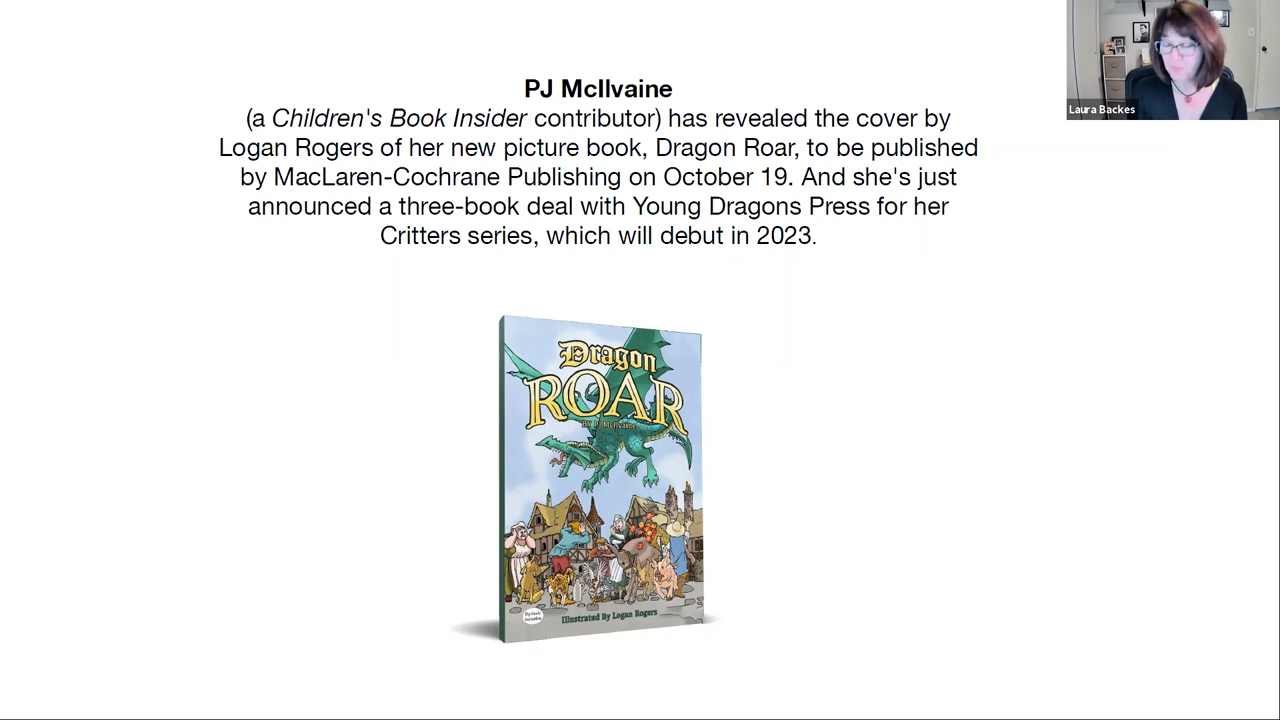 Laura Backes
PJ McIlvaine
(a Children's Book Insider contributor) has revealed the cover by
Logan Rogers of her new picture book, Dragon Roar, to be published
by MacLaren-Cochrane Publishing on October 19. And she's just
announced a three-book deal with Young Dragons Press for her
Critters series, which will debut in 2023.
Dragon
ROAR
BY PJ McIlvaine
Illustrated By Logan Rogers